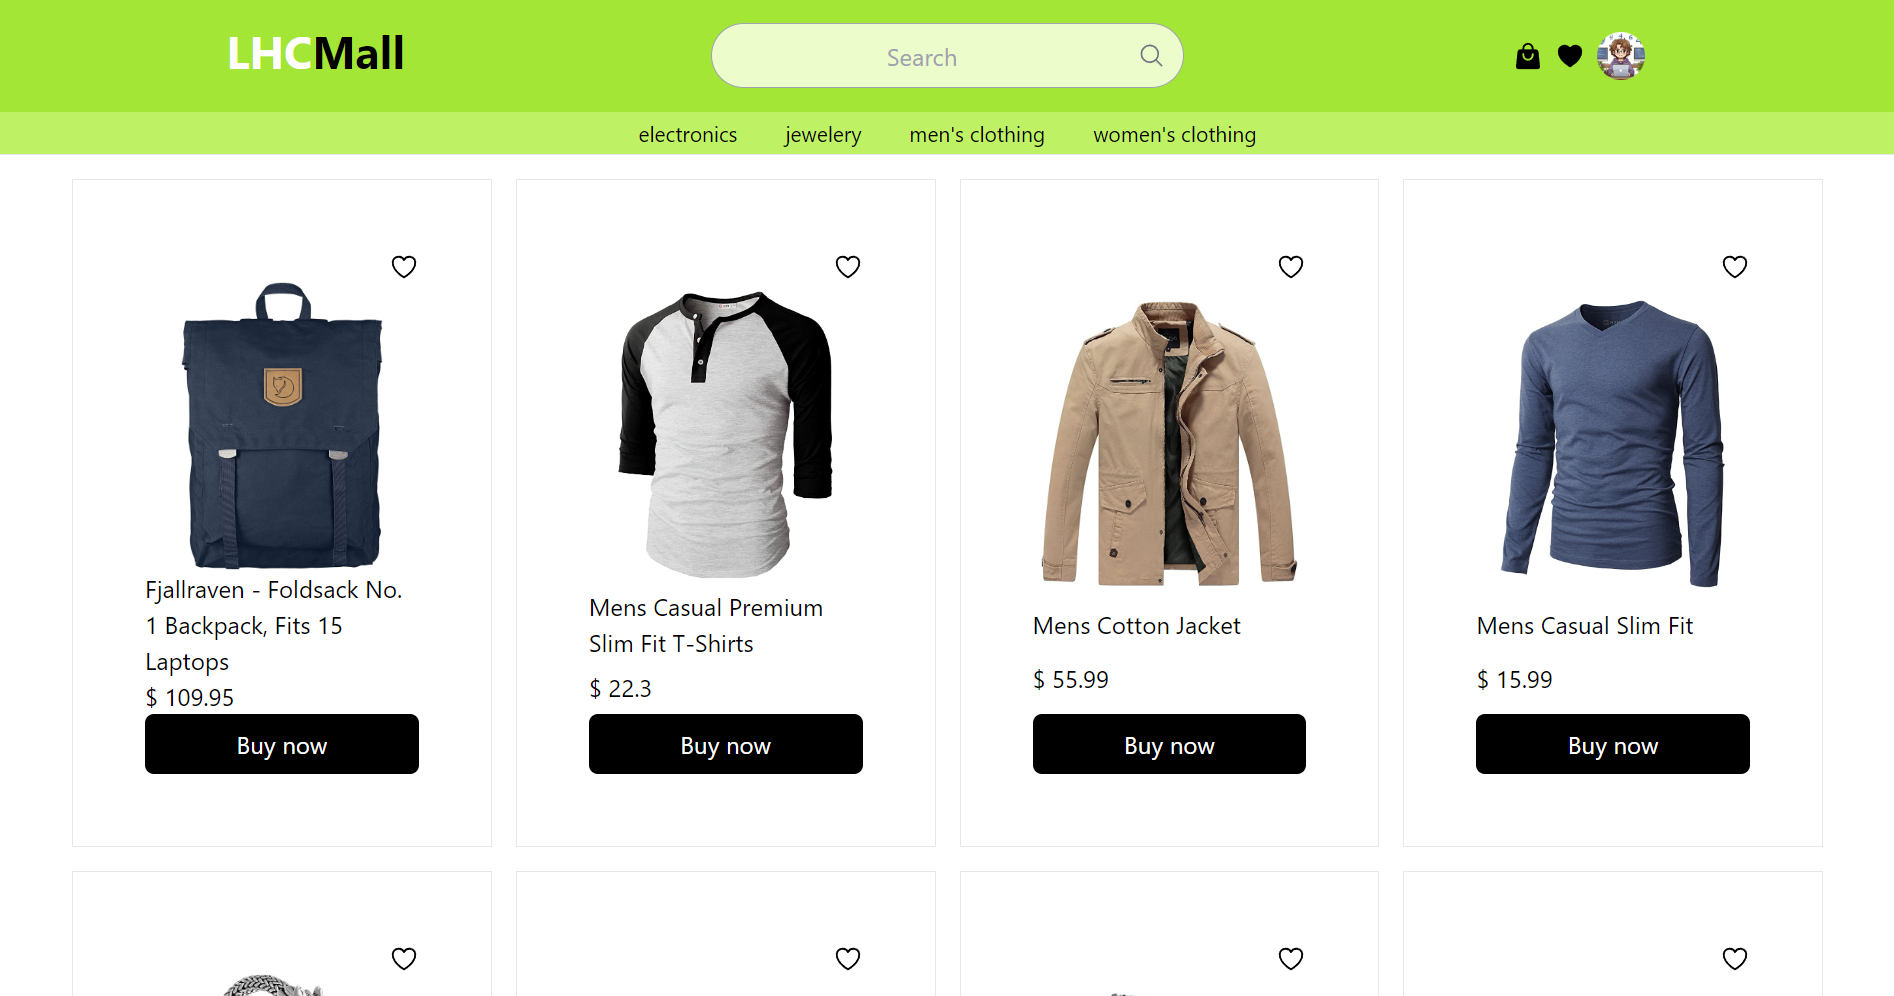 LHCMall
Search
electronics
jewelery
men's clothing
women's clothing
Fjallraven - Foldsack No.
1 Backpack, Fits 15
Laptops
$ 109.95
Buy now
Mens Casual Premium
Slim Fit T-Shirts
$ 22.3
Buy now
Mens Cotton Jacket
$ 55.99
Buy now
Mens Casual Slim Fit
$ 15.99
Buy now